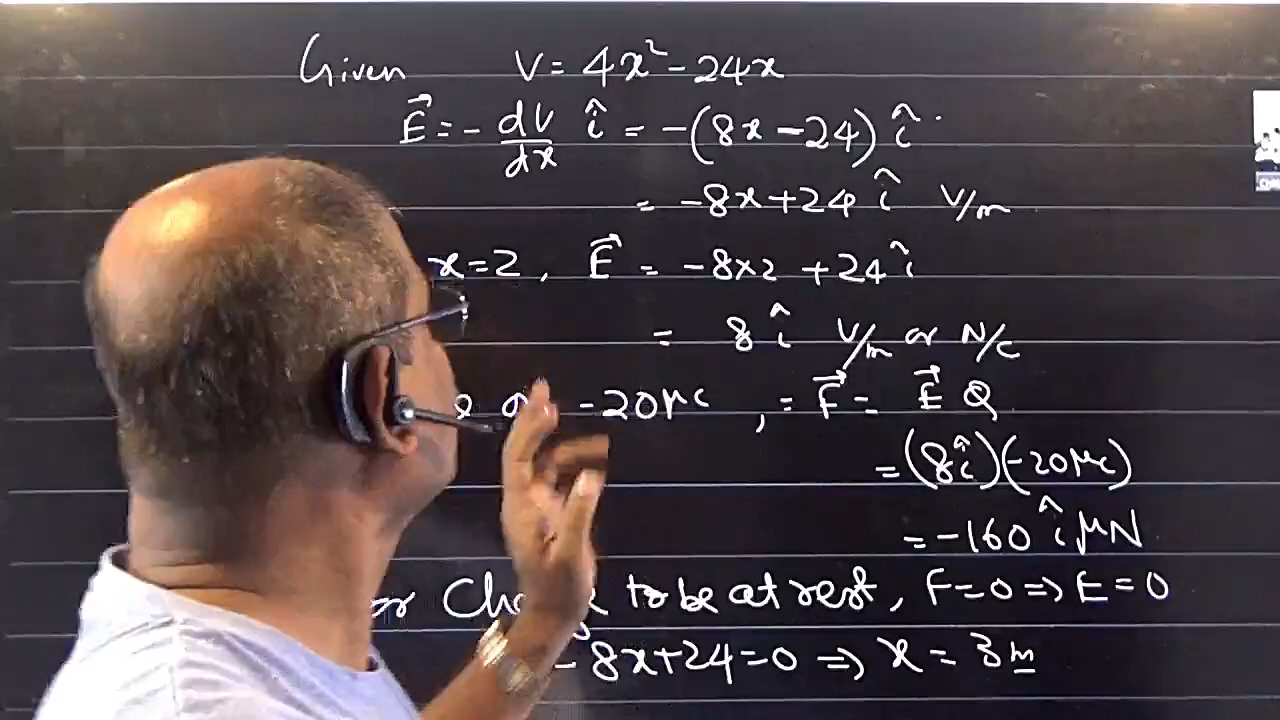 Given V = 4x² - 24x
E⃗ = - dV/dx î = -(8x - 24) î
= -8x + 24 î V/m
x = 2, E⃗ = -8x2 + 24 î
= 8 î V/m or N/C
-20μC, = F⃗ = E⃗ Q
= (8î)(-20μC)
= -160 î μN
to be at rest, F = 0 ⇒ E = 0
- 8x + 24 = 0 ⇒ x = 3m